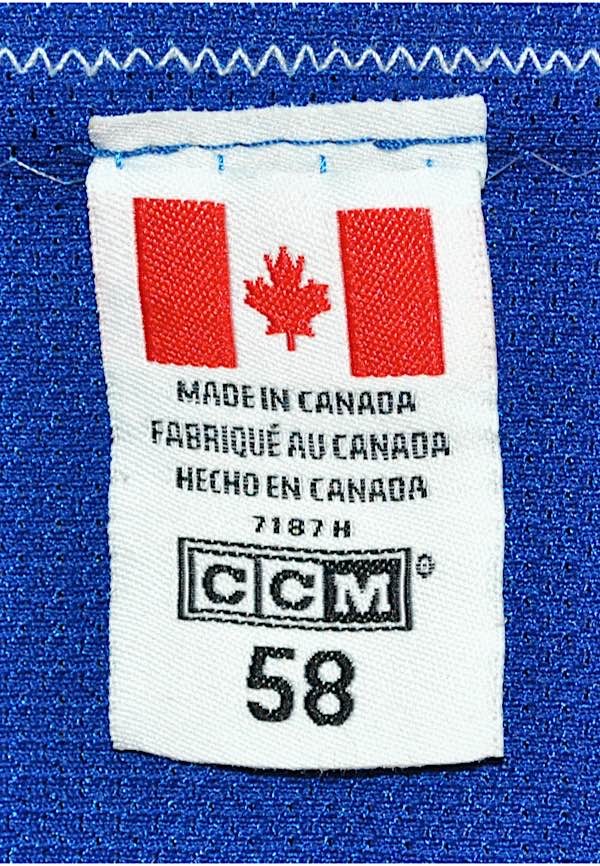 MADE IN CANADA
FABRIQUÉ AU CANADA
HECHO EN CANADA
7187 H
CCM®
58